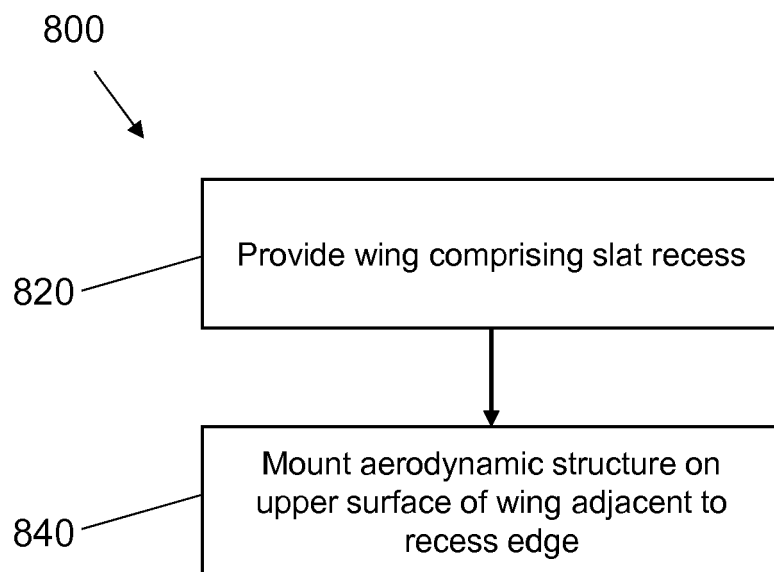 800
Provide wing comprising slat recess
820
Mount aerodynamic structure on
upper surface of wing adjacent to
recess edge
840